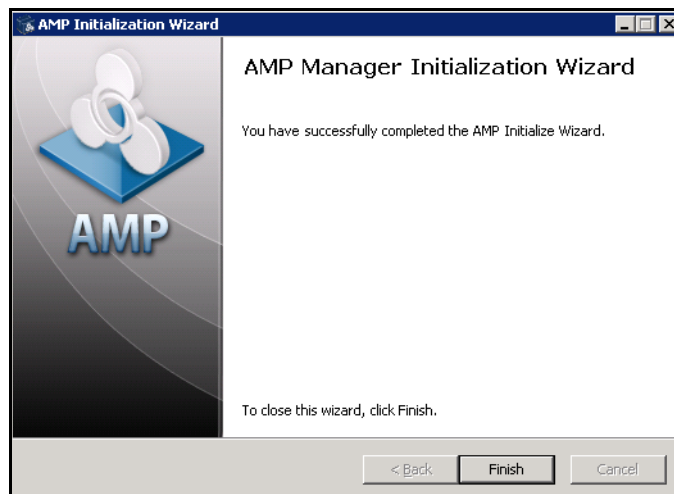 AMP Initialization Wizard
AMP Manager Initialization Wizard
You have successfully completed the AMP Initialize Wizard.
AMP
To close this wizard, click Finish.
< Back
Finish
Cancel